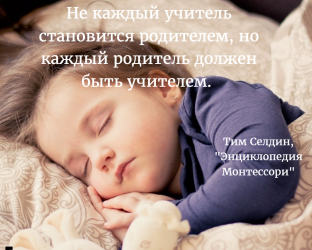 Не каждый учитель
становится родителем, но
каждый родитель должен
быть учителем.
Тим Селдин,
"Энциклопедия
Монтессори"